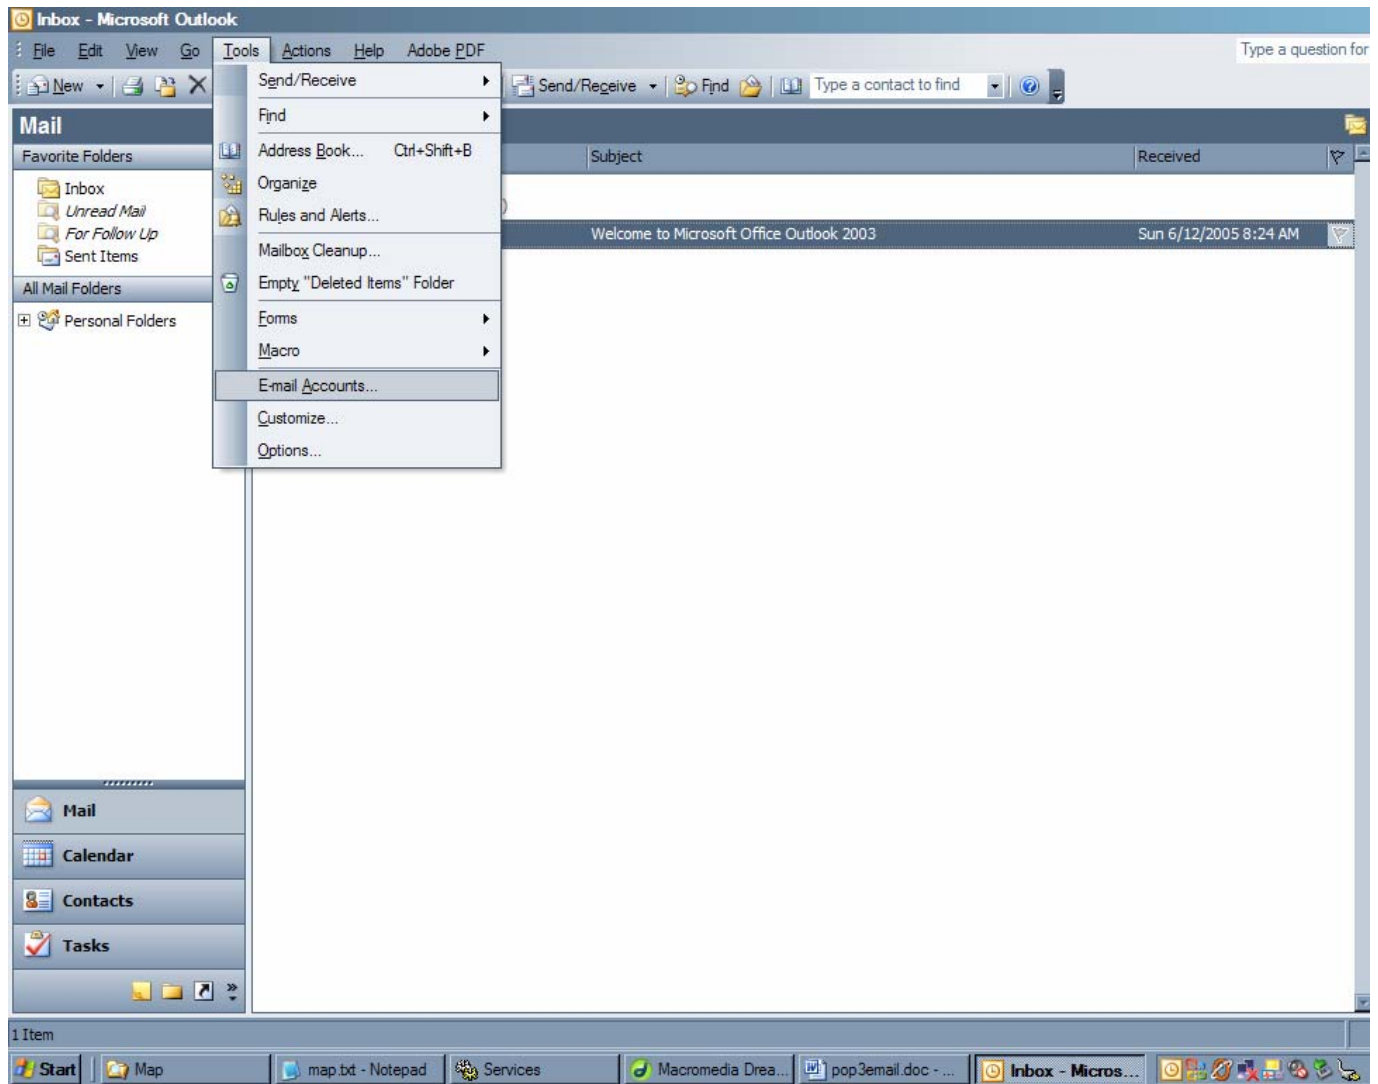 Inbox - Microsoft Outlook
File Edit View Go Tools Actions Help Adobe PDF Type a question for
New Send/Receive Find Type a contact to find
Send/Receive
Find
Address Book... Ctrl+Shift+B
Organize
Rules and Alerts...
Mailbox Cleanup...
Empty "Deleted Items" Folder
Forms
Macro
E-mail Accounts...
Customize...
Options...
Mail
Favorite Folders
Inbox
Unread Mail
For Follow Up
Sent Items
All Mail Folders
Personal Folders
Subject Received
)
Welcome to Microsoft Office Outlook 2003 Sun 6/12/2005 8:24 AM
Mail
Calendar
Contacts
Tasks
1 Item
Start Map map.txt - Notepad Services Macromedia Drea... pop3email.doc - ... Inbox - Micros...